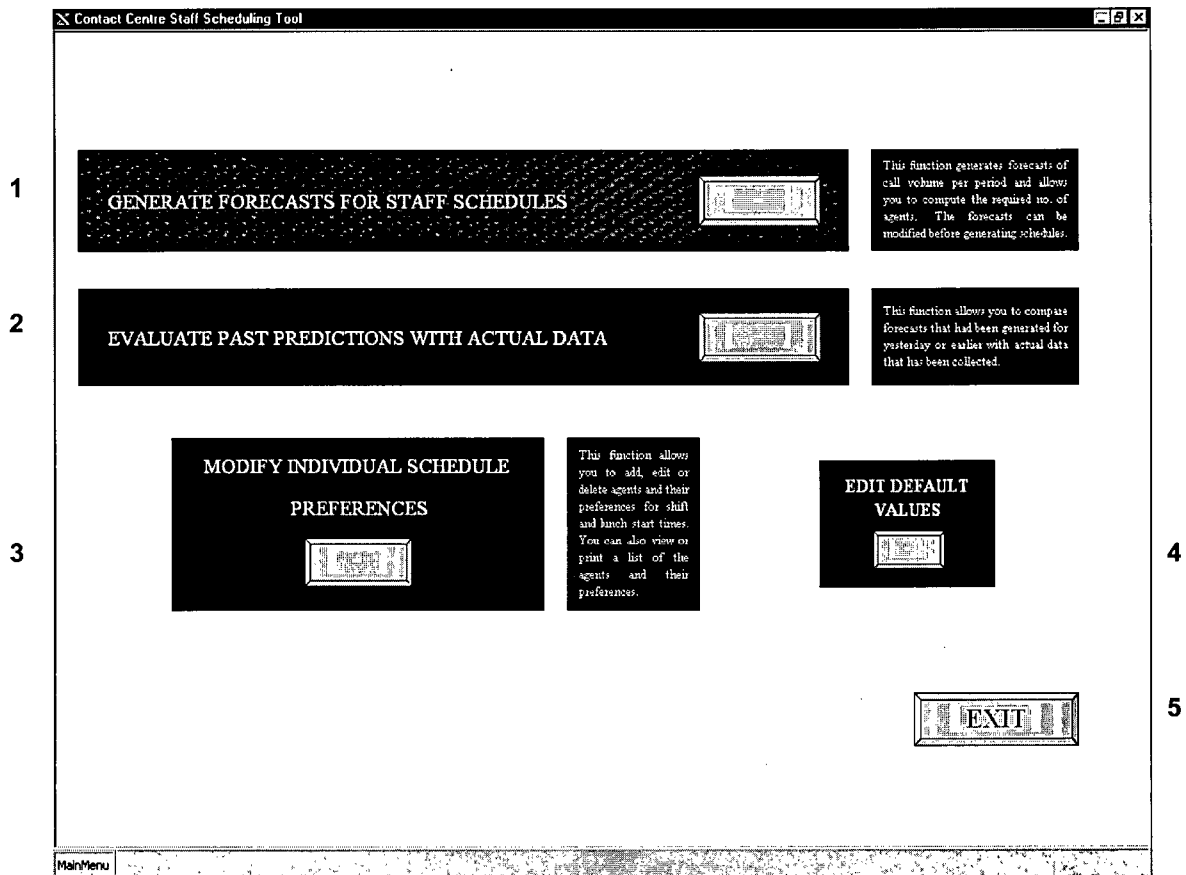 Contact Centre Staff Scheduling Tool
1
GENERATE FORECASTS FOR STAFF SCHEDULES
This function generates forecasts of
call volume per period and allows
you to compute the required no. of
agents. The forecasts can be
modified before generating schedules.
2
EVALUATE PAST PREDICTIONS WITH ACTUAL DATA
This function allows you to compare
forecasts that had been generated for
yesterday or earlier with actual data
that has been collected.
3
MODIFY INDIVIDUAL SCHEDULE
PREFERENCES
This function allows
you to add, edit or
delete agents and their
preferences for shift
and lunch start times.
You can also view or
print a list of the
agents and their
preferences.
EDIT DEFAULT
VALUES
4
EXIT
5
MainMenu